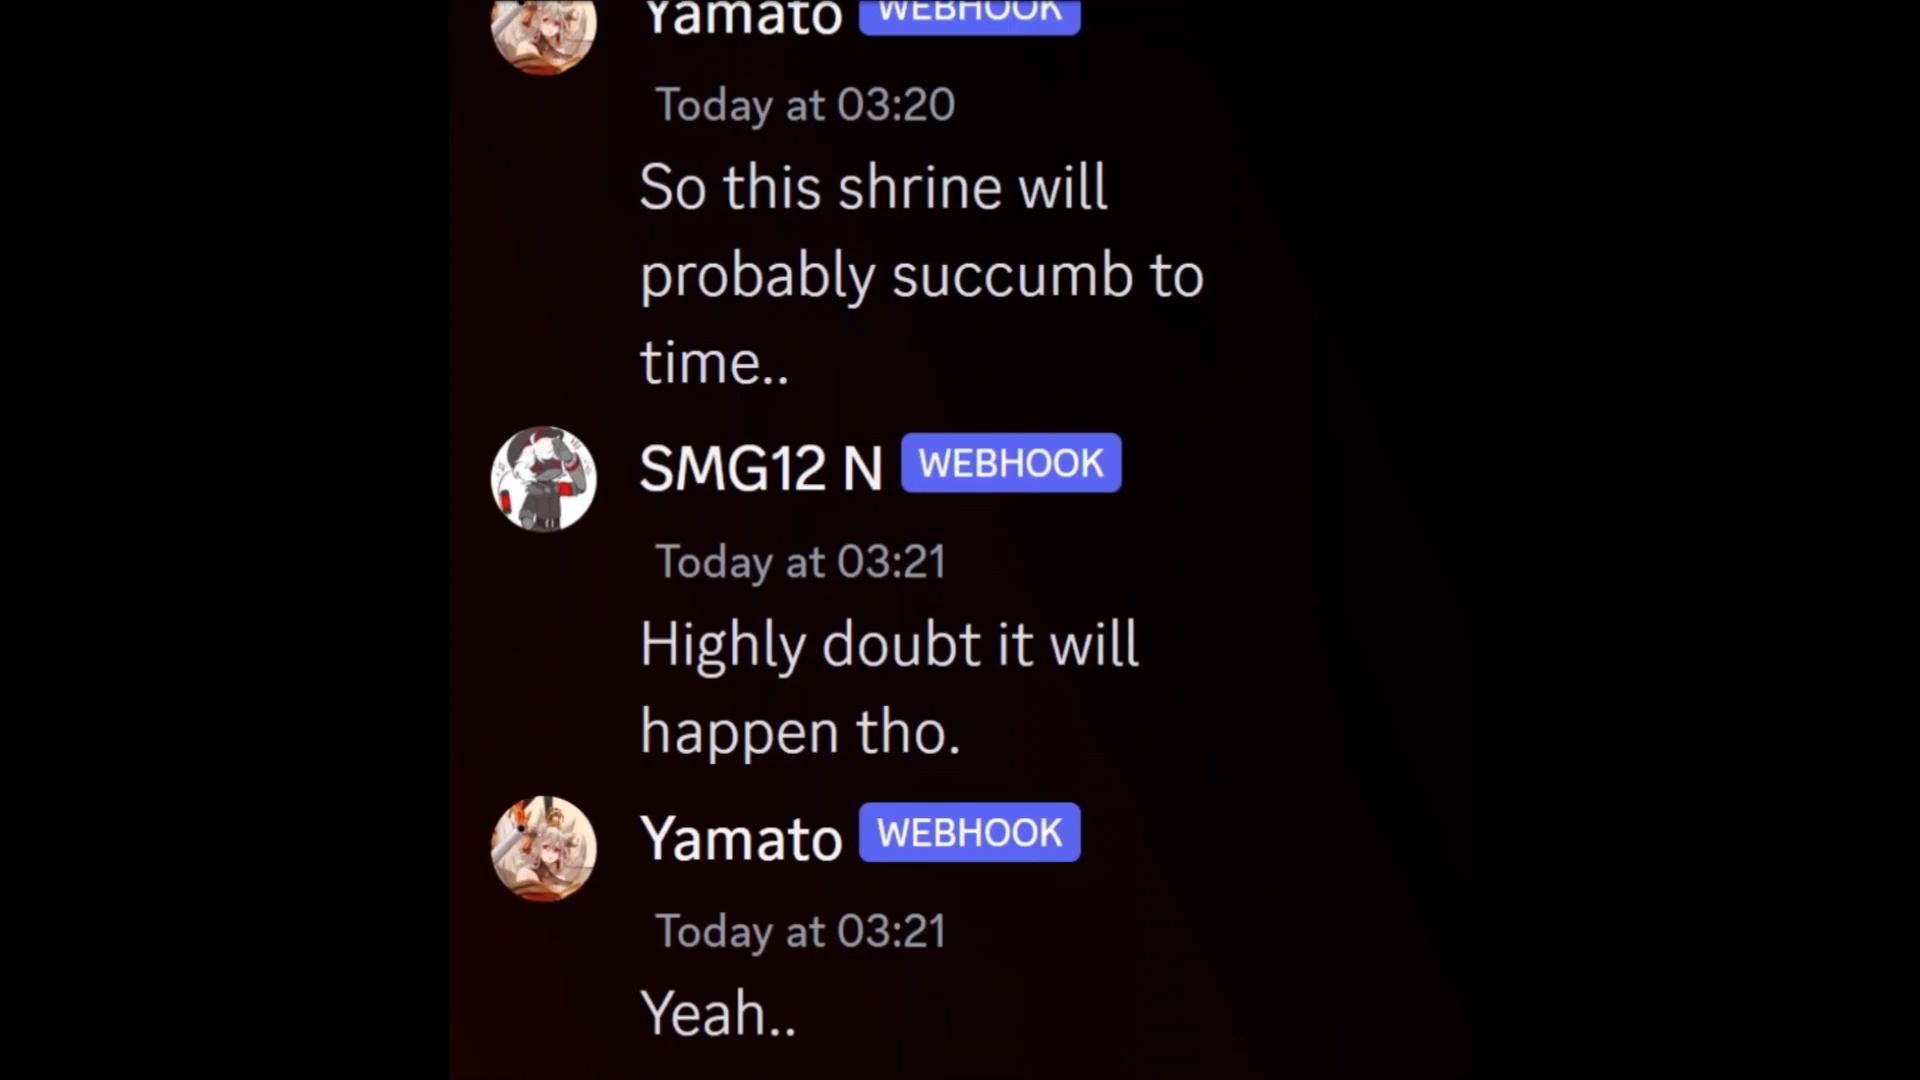 Yamato WEBHOOK
Today at 03:20
So this shrine will
probably succumb to
time..
SMG12 N WEBHOOK
Today at 03:21
Highly doubt it will
happen tho.
Yamato WEBHOOK
Today at 03:21
Yeah..